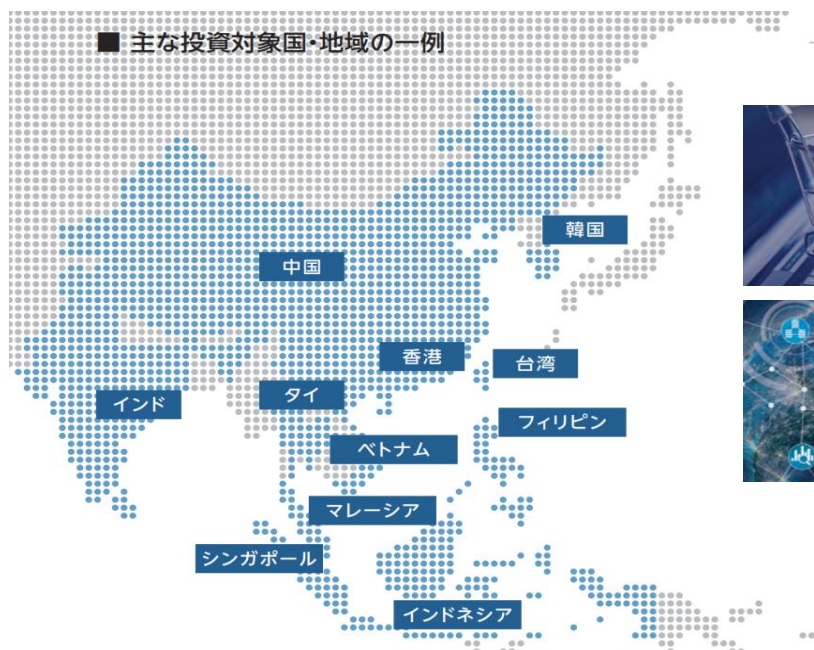 ■ 主な投資対象国・地域の一例
韓国
中国
香港
台湾
インド
タイ
フィリピン
ベトナム
マレーシア
シンガポール
インドネシア